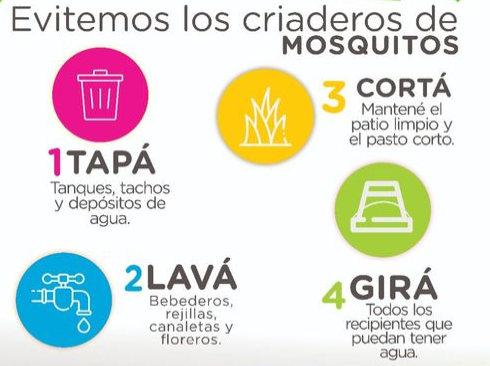 Evitemos los criaderos de
MOSQUITOS
1 TAPÁ
Tanques, tachos
y depósitos de
agua.
2 LAVÁ
Bebederos,
rejillas,
canaletas y
floreros.
3 CORTÁ
Mantené el
patio limpio y
el pasto corto.
4 GIRÁ
Todos los
recipientes que
puedan tener
agua.